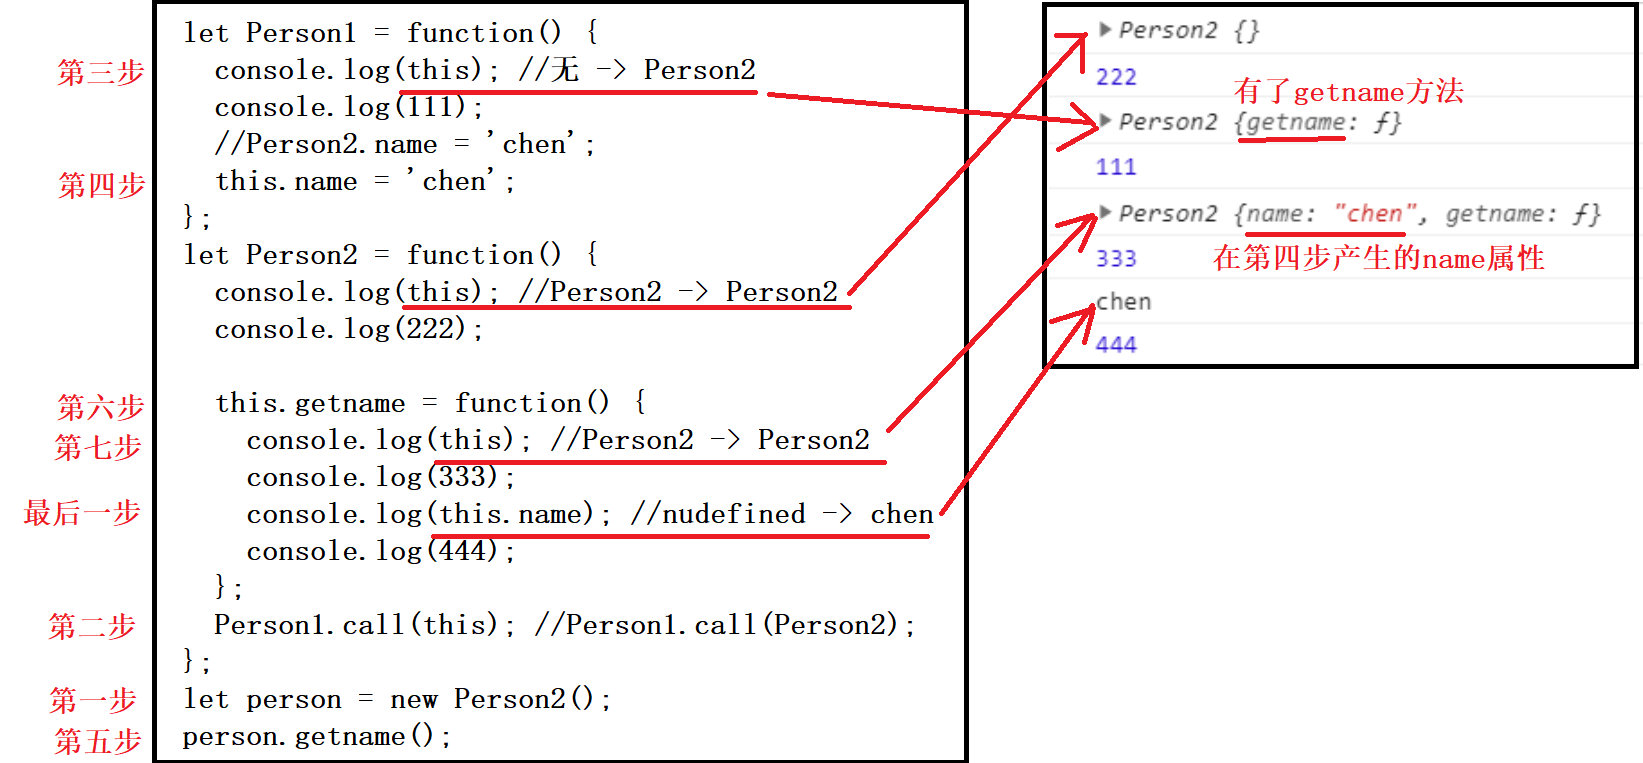 let Person1 = function() {
第三步 console.log(this); //无 -> Person2
console.log(111);
//Person2.name = 'chen';
第四步 this.name = 'chen';
};
let Person2 = function() {
console.log(this); //Person2 -> Person2
console.log(222);
第六步 this.getname = function() {
第七步 console.log(this); //Person2 -> Person2
console.log(333);
最后一步 console.log(this.name); //nudefined -> chen
console.log(444);
};
第二步 Person1.call(this); //Person1.call(Person2);
};
第一步 let person = new Person2();
第五步 person.getname();
Person2 {}
222
有了getname方法
Person2 {getname: ƒ}
111
Person2 {name: "chen", getname: ƒ}
333 在第四步产生的name属性
chen
444